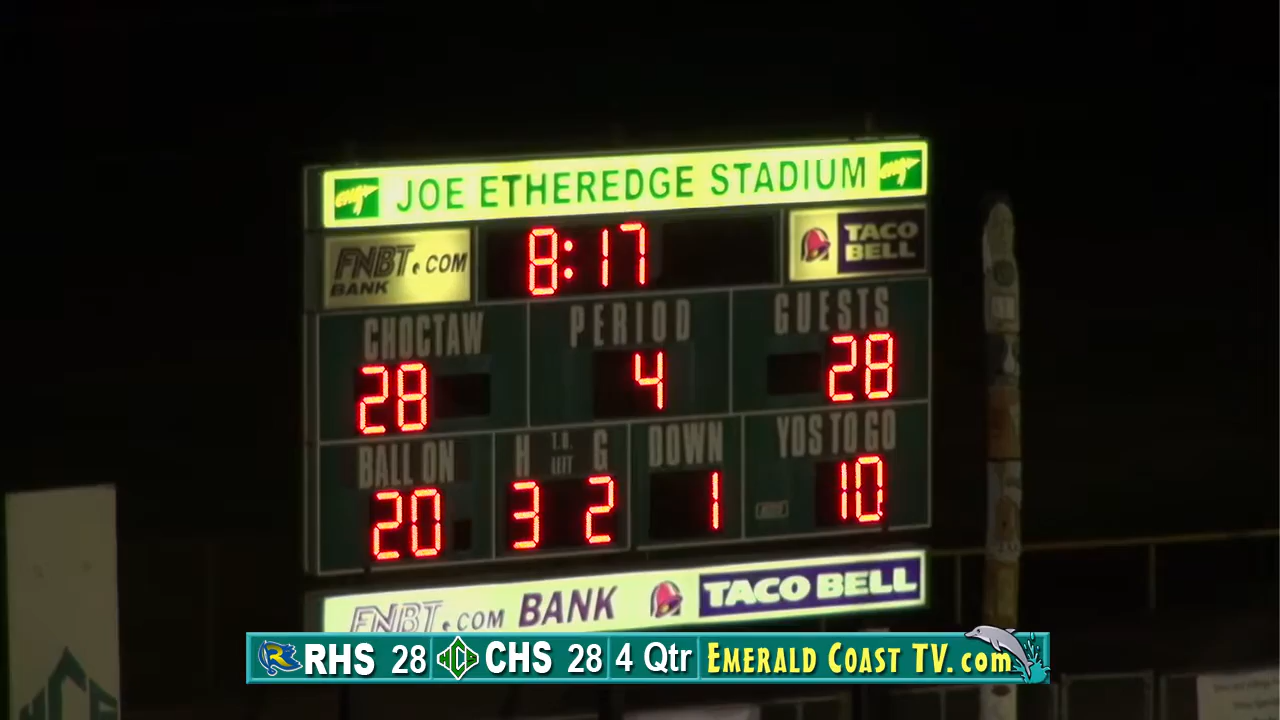 JOE ETHEREDGE STADIUM
FNBT.COM
BANK
8:17
TACO
BELL
CHOCTAW
PERIOD
GUESTS
28
4
28
BALL ON
H
T.O.
LEFT
G
DOWN
YDS TO GO
20
3
2
1
10
FNBT.COM BANK
TACO BELL
RHS 28 CHS 28 4 Qtr EMERALD COAST TV.com